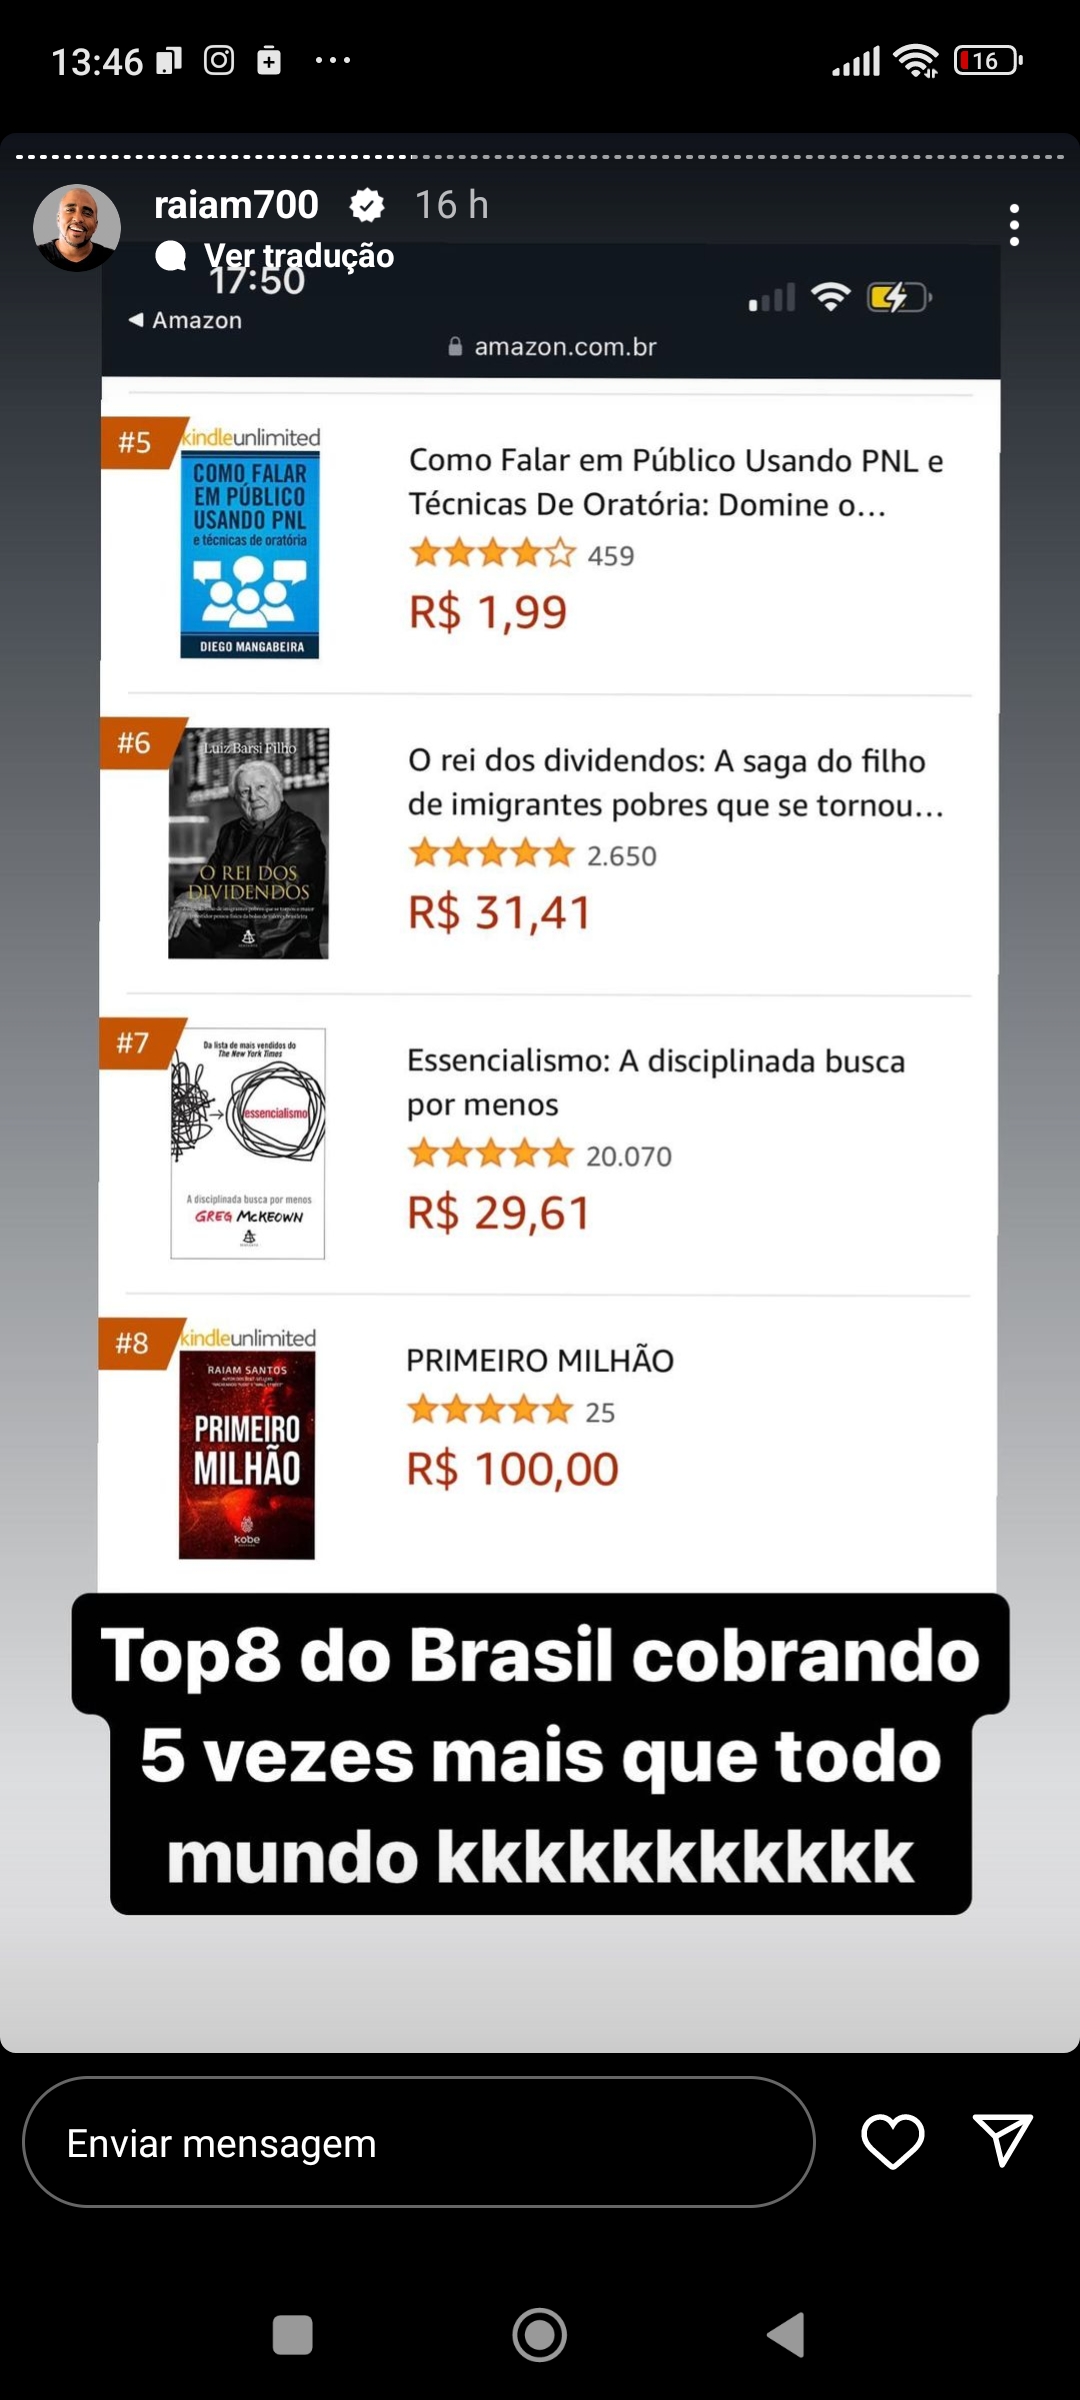 13:46
16
raiam700 16 h
Ver tradução
17:50
Amazon
amazon.com.br
#5
kindleunlimited
COMO FALAR
EM PÚBLICO
USANDO PNL
e técnicas de oratória
DIEGO MANGABEIRA
Como Falar em Público Usando PNL e
Técnicas De Oratória: Domine o...
459
R$ 1,99
#6
Luiz Barsi Filho
O REI DOS
DIVIDENDOS
O rei dos dividendos: A saga do filho
de imigrantes pobres que se tornou...
2.650
R$ 31,41
#7
Da lista de mais vendidos do
The New York Times
essencialismo
A disciplinada busca por menos
GREG MCKEOWN
Essencialismo: A disciplinada busca
por menos
20.070
R$ 29,61
#8
kindleunlimited
RAIAM SANTOS
PRIMEIRO
MILHÃO
kobe
PRIMEIRO MILHÃO
25
R$ 100,00
Top8 do Brasil cobrando
5 vezes mais que todo
mundo kkkkkkkkkkk
Enviar mensagem